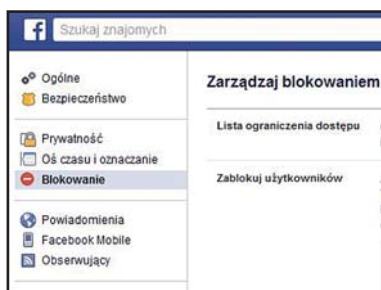 f Szukaj znajomych
Ogólne
Bezpieczeństwo
Prywatność
Oś czasu i oznaczanie
Blokowanie
Powiadomienia
Facebook Mobile
Obserwujący
Zarządzaj blokowaniem
Lista ograniczenia dostępu
Zablokuj użytkowników